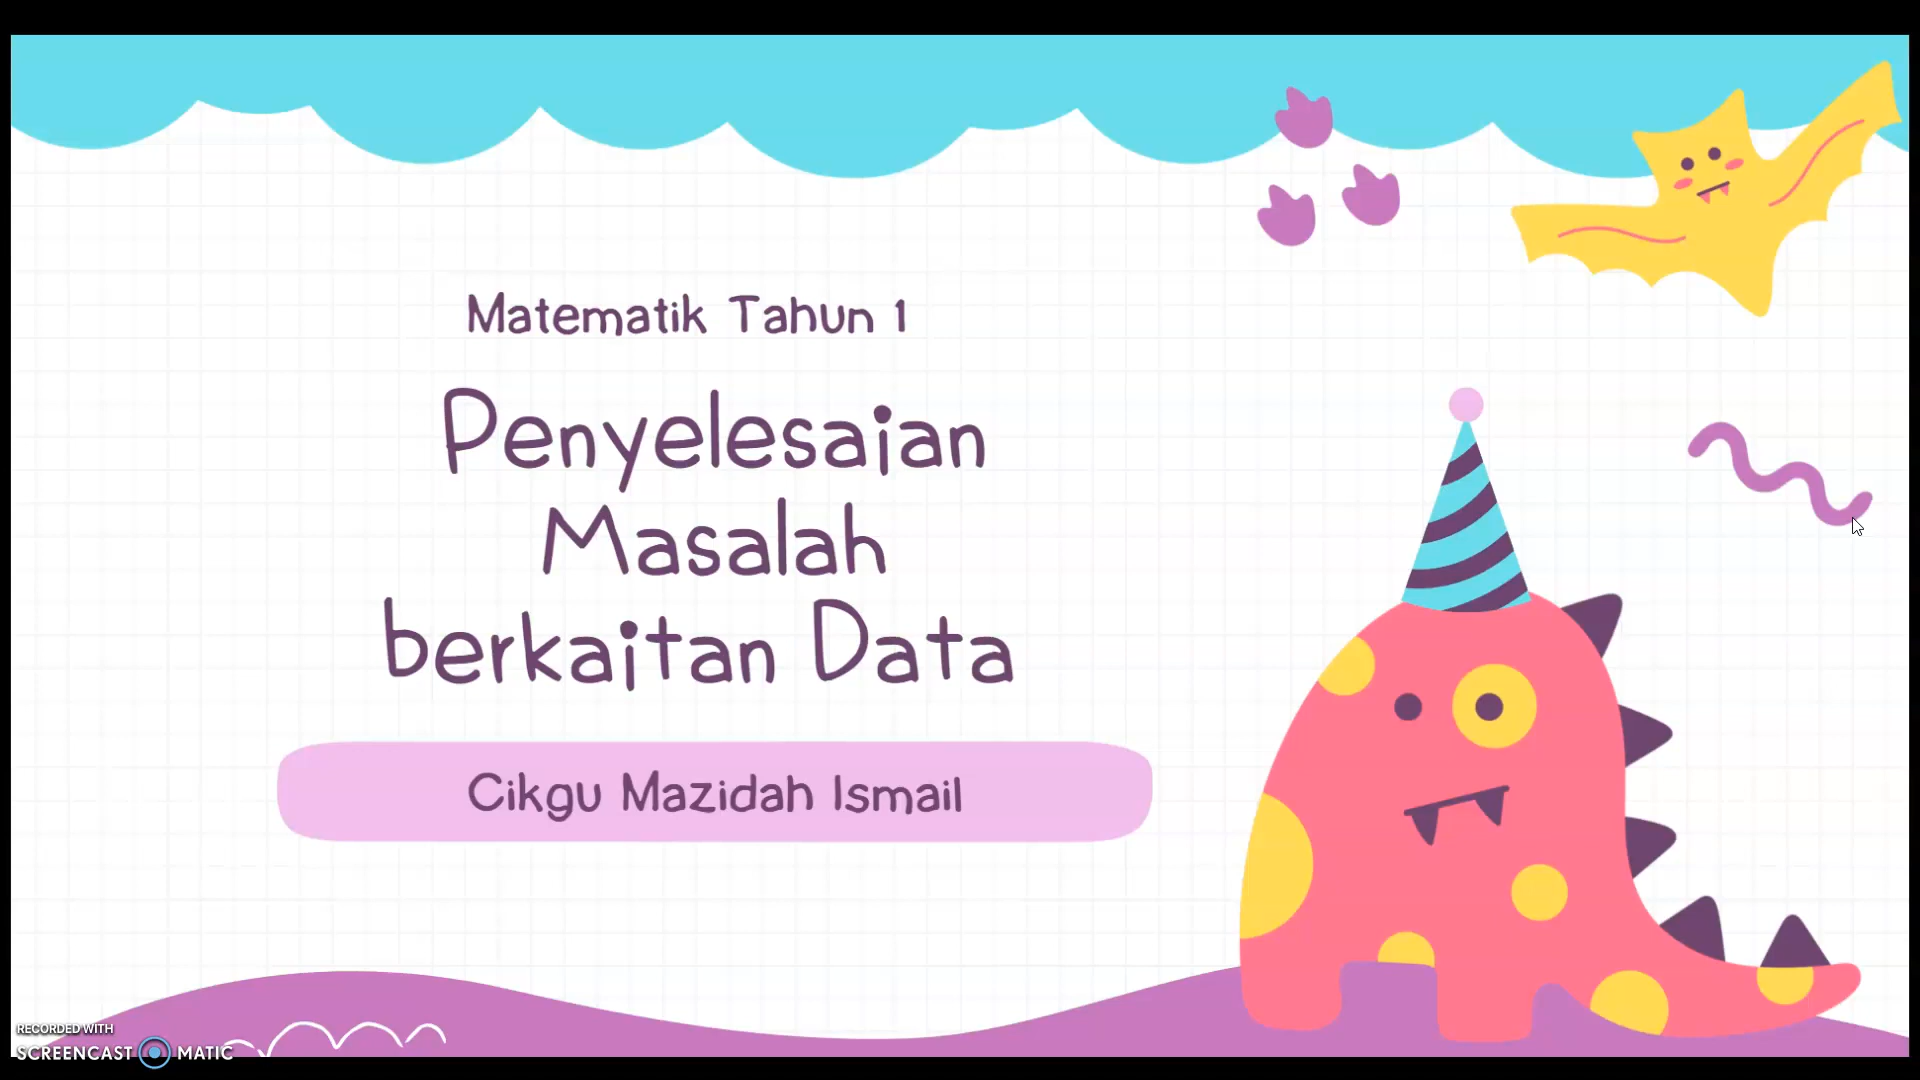 Matematik Tahun 1
Penyelesaian
Masalah
berkaitan Data
Cikgu Mazidah Ismail
RECORDED WITH
SCREENCAST MATIC